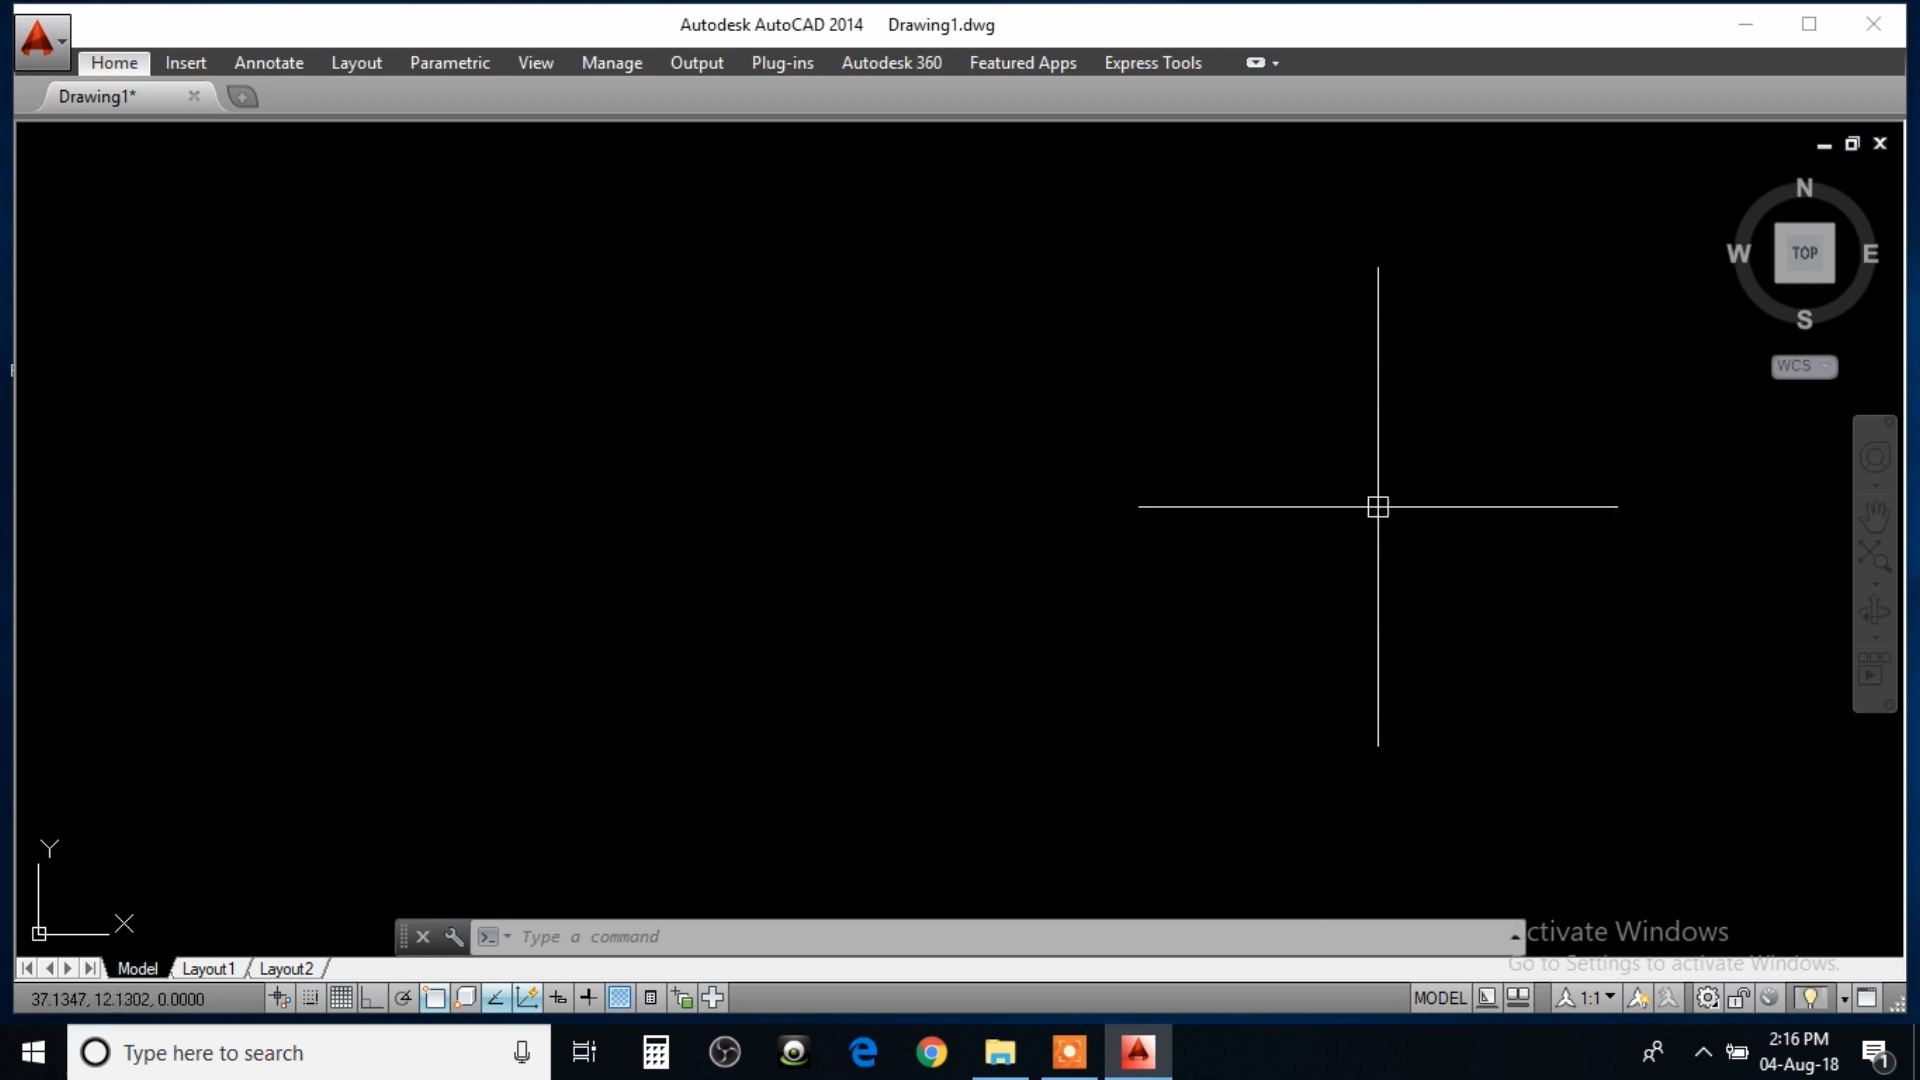 Autodesk AutoCAD 2014 Drawing1.dwg
Home Insert Annotate Layout Parametric View Manage Output Plug-ins Autodesk 360 Featured Apps Express Tools
Drawing1*
N
W TOP E
S
WCS
Y
X
Type a command
ctivate Windows
Go to Settings to activate Windows.
Model Layout1 Layout2
37.1347, 12.1302, 0.0000 MODEL 1:1
Type here to search
2:16 PM
04-Aug-18
1